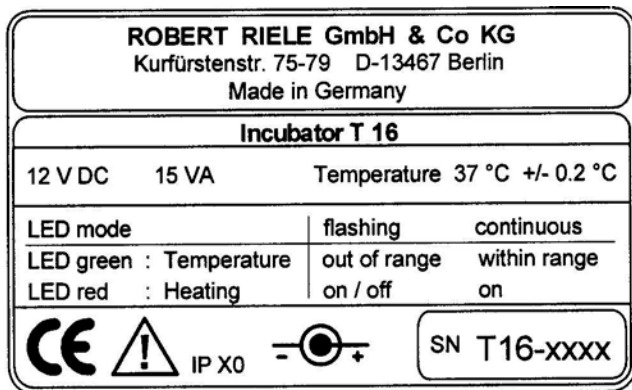 ROBERT RIELE GmbH & Co KG
Kurfürstenstr. 75-79 D-13467 Berlin
Made in Germany
Incubator T 16
12 V DC 15 VA Temperature 37 °C +/- 0.2 °C
LED mode flashing continuous
LED green : Temperature out of range within range
LED red : Heating on / off on
CE ! IP X0 - + SN T16-xxxx